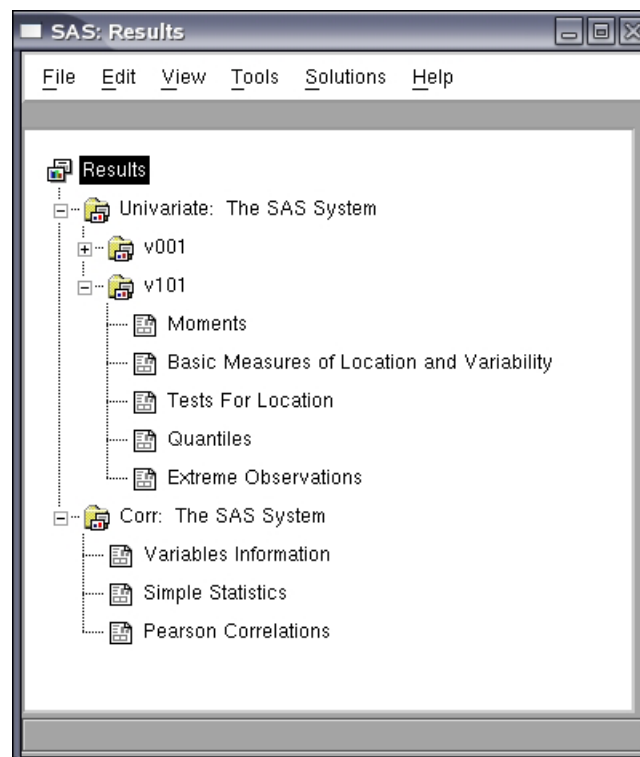 SAS: Results
File Edit View Tools Solutions Help
Results
Univariate: The SAS System
v001
v101
Moments
Basic Measures of Location and Variability
Tests For Location
Quantiles
Extreme Observations
Corr: The SAS System
Variables Information
Simple Statistics
Pearson Correlations